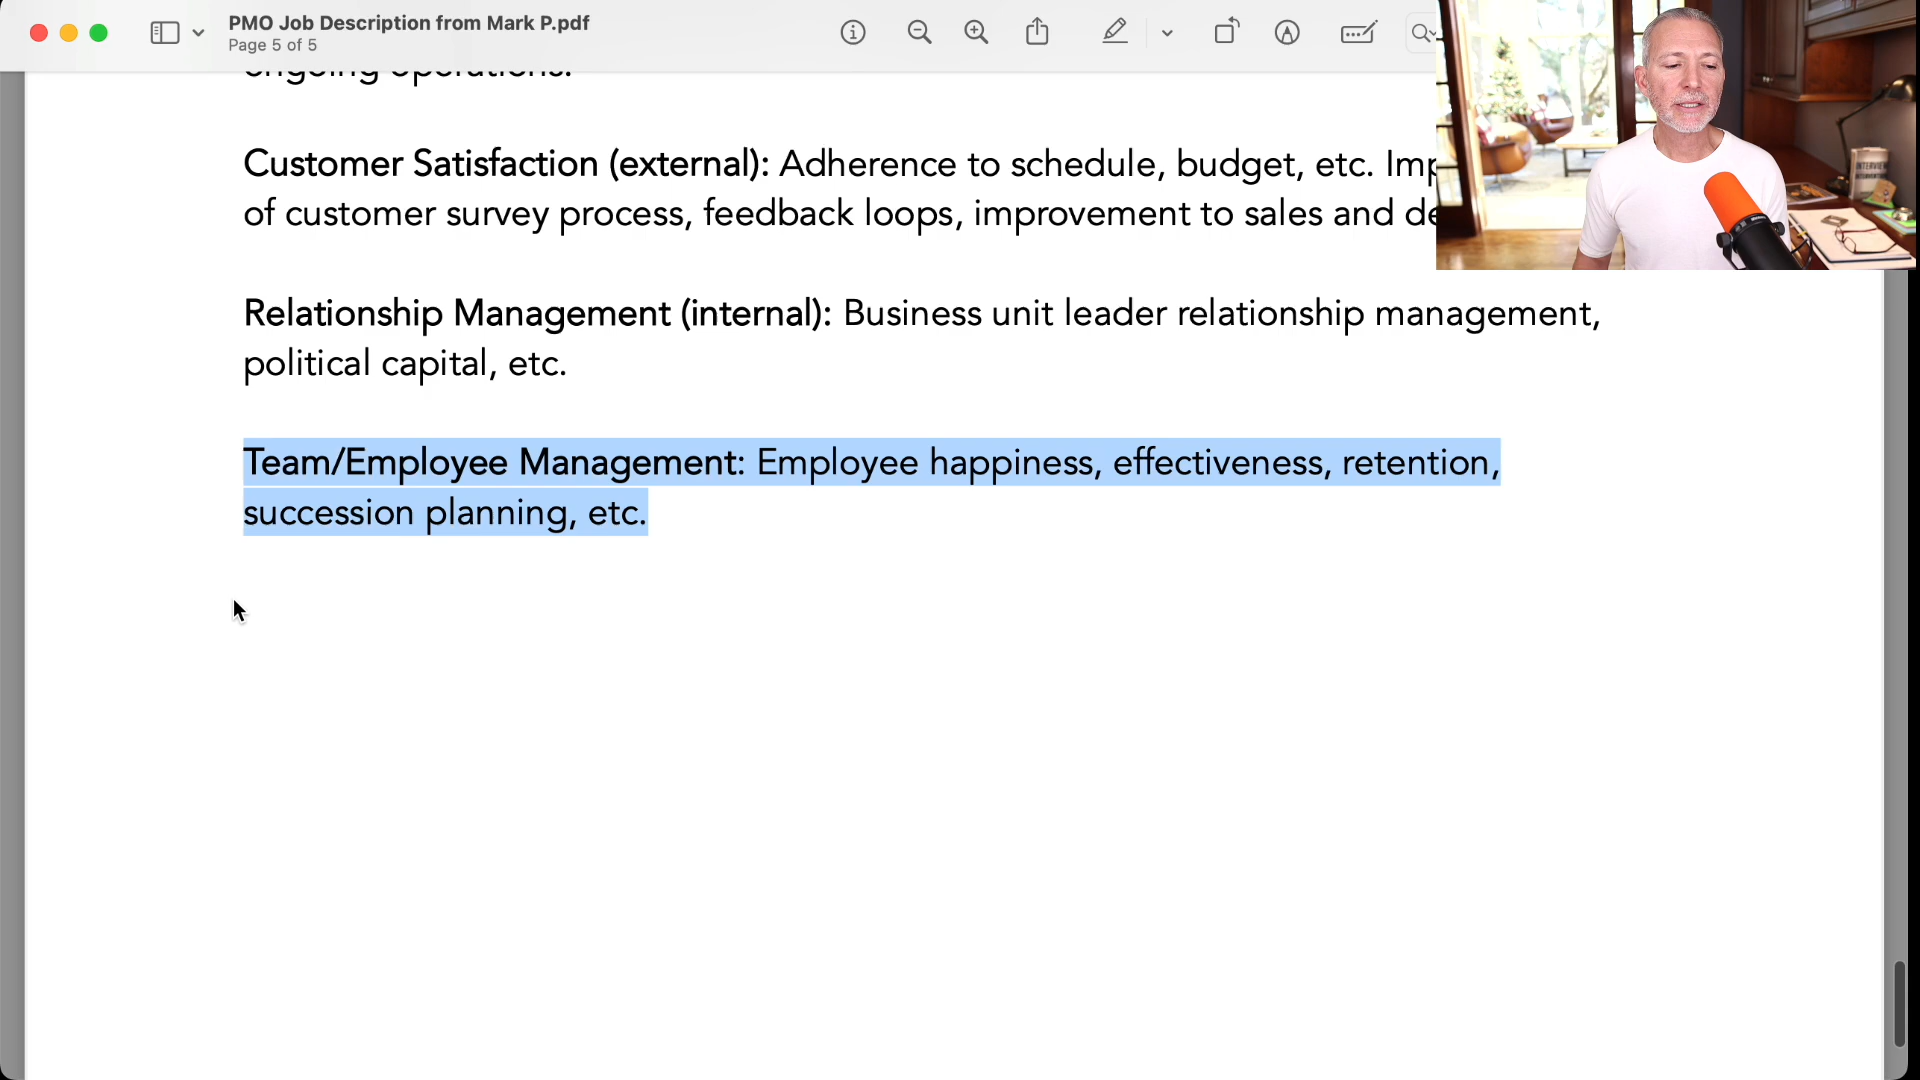 PMO Job Description from Mark P.pdf
Page 5 of 5
ongoing operations.
Customer Satisfaction (external): Adherence to schedule, budget, etc. Imp
of customer survey process, feedback loops, improvement to sales and de
Relationship Management (internal): Business unit leader relationship management,
political capital, etc.
Team/Employee Management: Employee happiness, effectiveness, retention,
succession planning, etc.